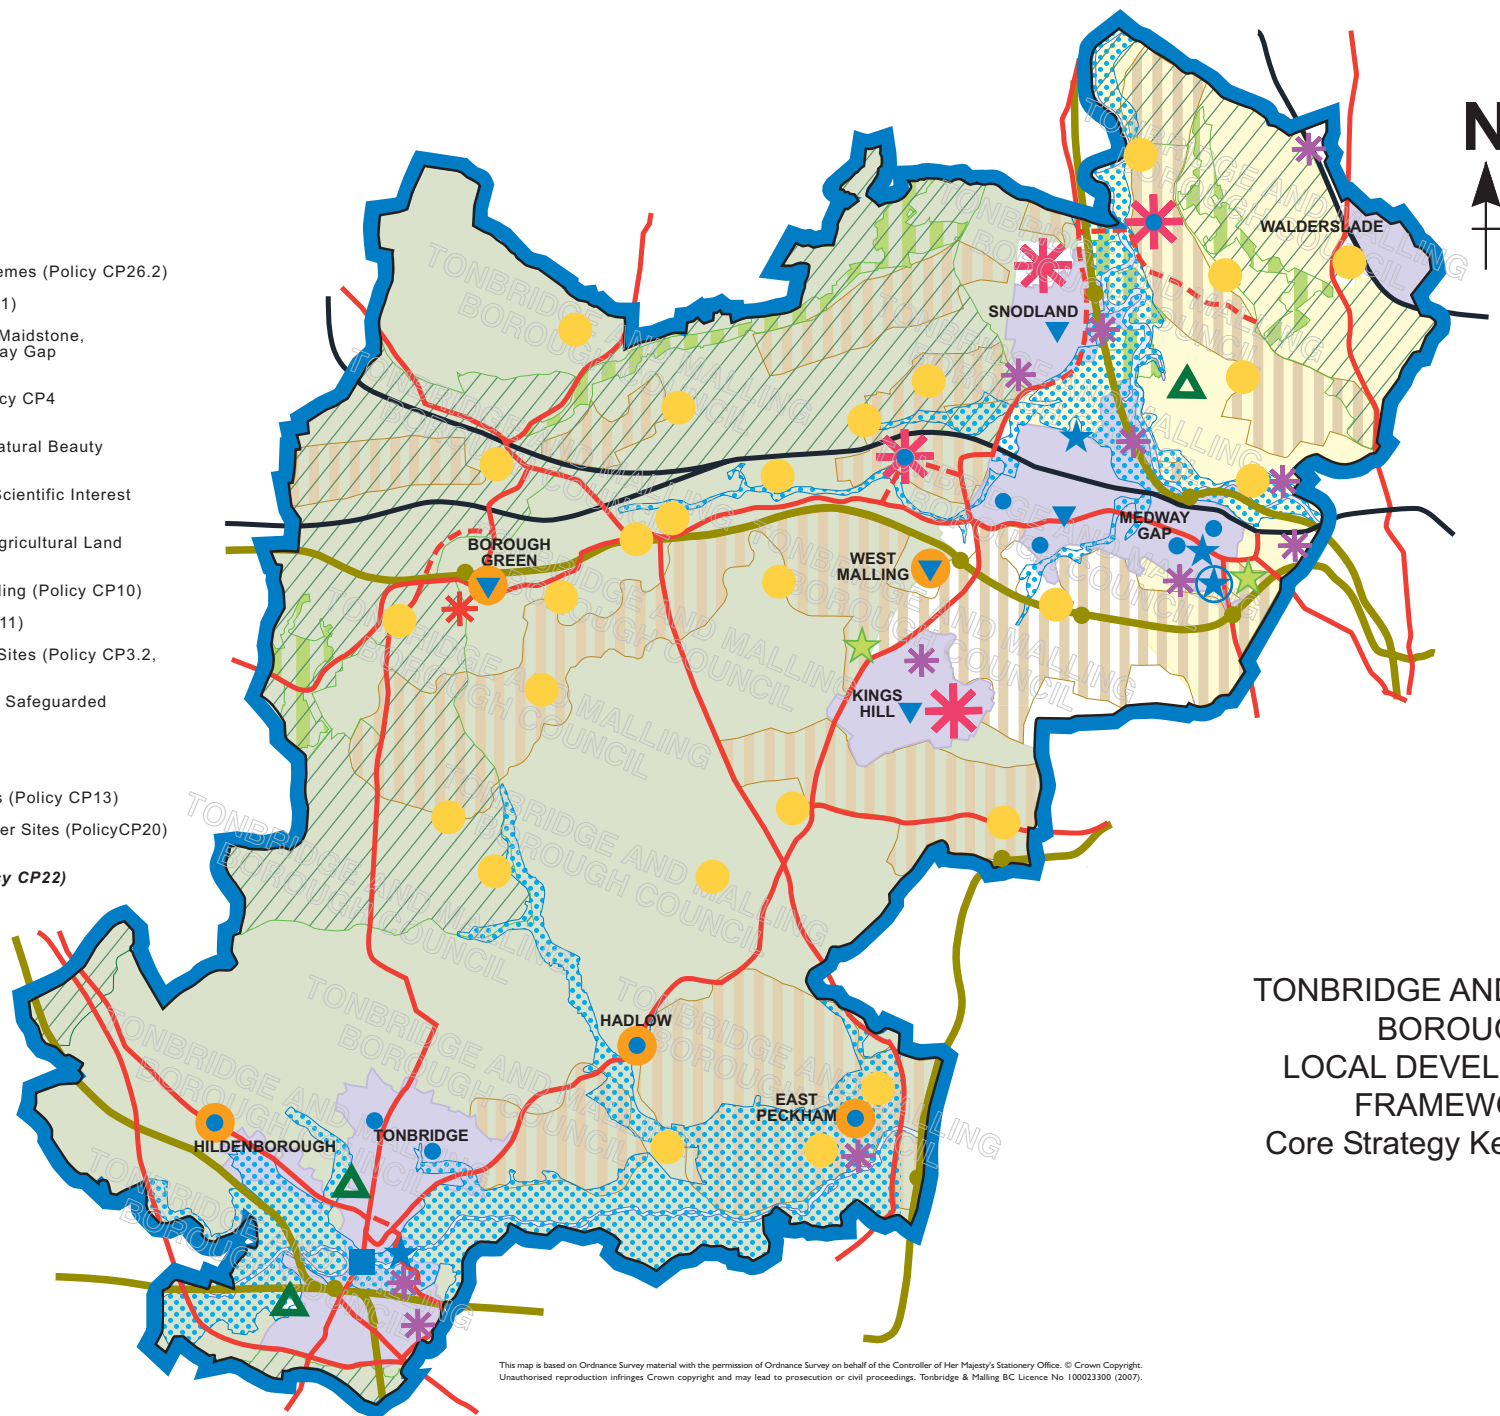 emes (Policy CP26.2)
1)
Maidstone,
ay Gap
cy CP4
atural Beauty
Scientific Interest
gricultural Land
ling (Policy CP10)
11)
Sites (Policy CP3.2,
Safeguarded
s (Policy CP13)
er Sites (PolicyCP20)
cy CP22)
N
WALDERSLADE
SNODLAND
MEDWAY
GAP
BOROUGH
GREEN
WEST
MALLING
KINGS
HILL
HADLOW
EAST
PECKHAM
HILDENBOROUGH
TONBRIDGE
TONBRIDGE AND
BOROUG
LOCAL DEVEL
FRAMEWO
Core Strategy Ke
TONBRIDGE AND MALLING
BOROUGH COUNCIL
This map is based on Ordnance Survey material with the permission of Ordnance Survey on behalf of the Controller of Her Majesty's Stationery Office. © Crown Copyright.
Unauthorised reproduction infringes Crown copyright and may lead to prosecution or civil proceedings. Tonbridge & Malling BC Licence No 100023300 (2007).